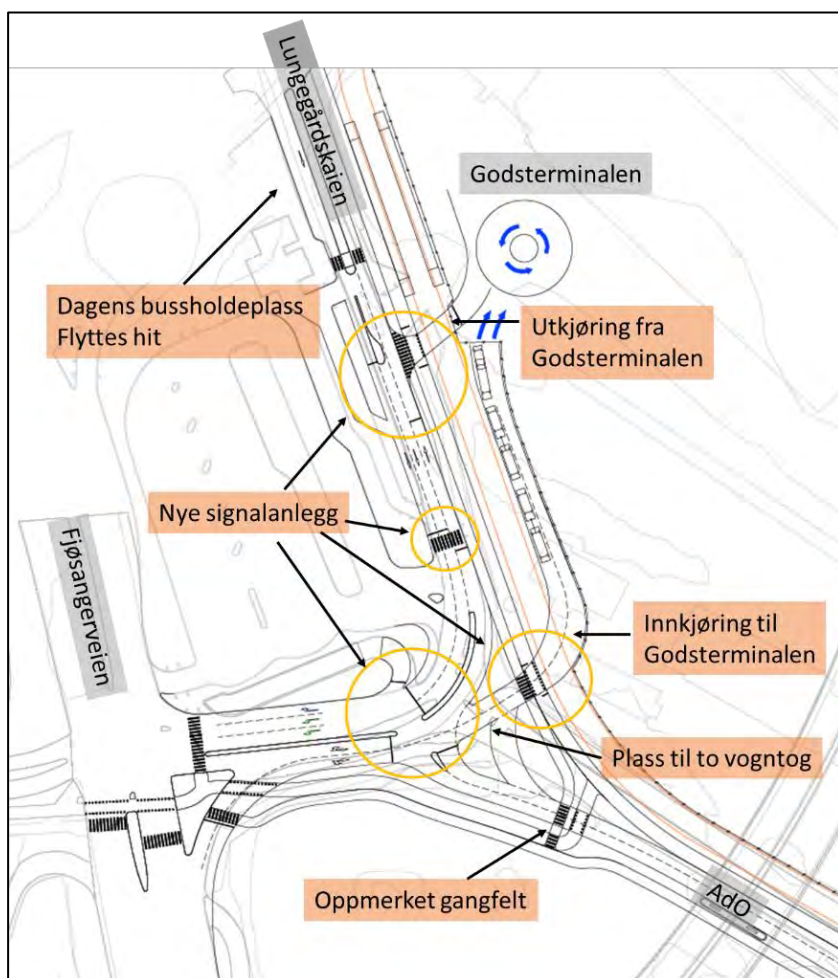 Lungegårdskaien
Godsterminalen
Dagens bussholdeplass
Flyttes hit
Utkjøring fra
Godsterminalen
Nye signalanlegg
Fjøsangerveien
Innkjøring til
Godsterminalen
Plass til to vogntog
Oppmerket gangfelt
AdO